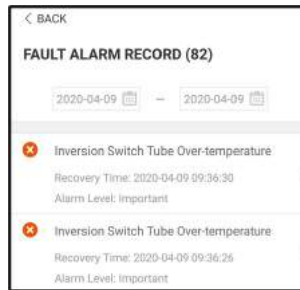 < BACK
FAULT ALARM RECORD (82)
2020-04-09 – 2020-04-09
Inversion Switch Tube Over-temperature
Recovery Time: 2020-04-09 09:36:30
Alarm Level: Important
Inversion Switch Tube Over-temperature
Recovery Time: 2020-04-09 09:36:26
Alarm Level: Important